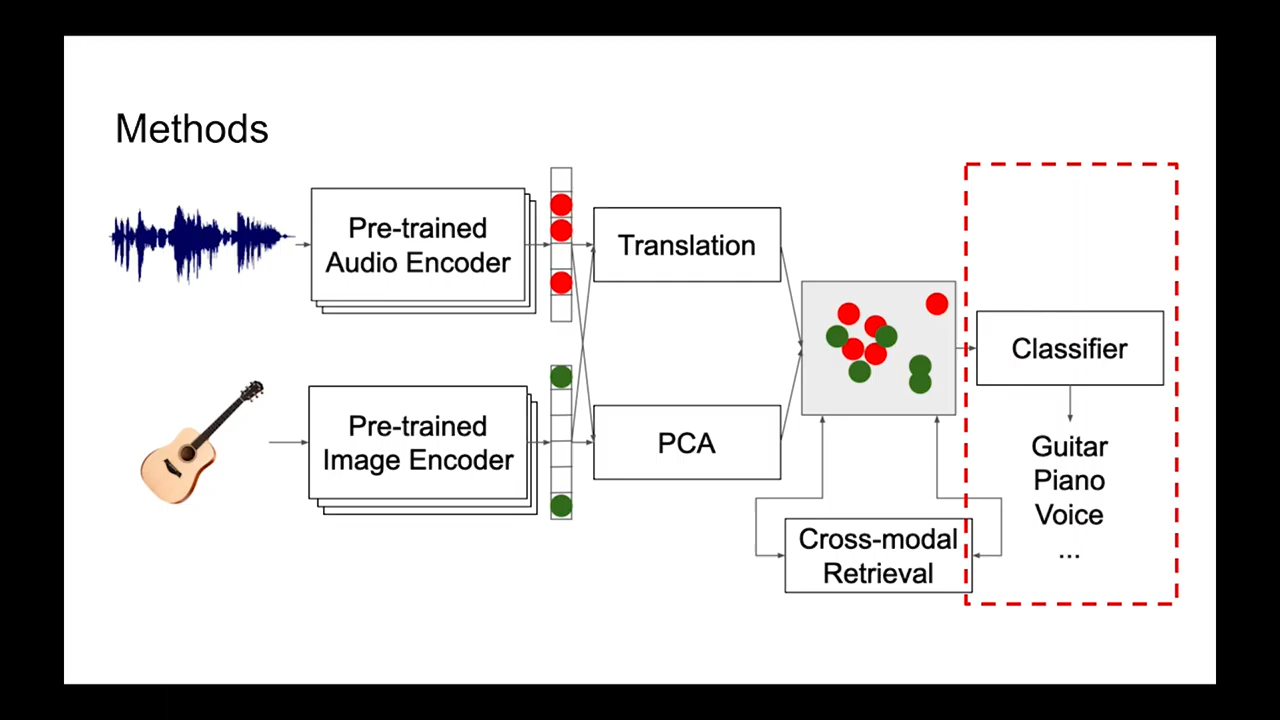 Methods
Pre-trained
Audio Encoder
Translation
Pre-trained
Image Encoder
PCA
Cross-modal
Retrieval
Classifier
Guitar
Piano
Voice
...